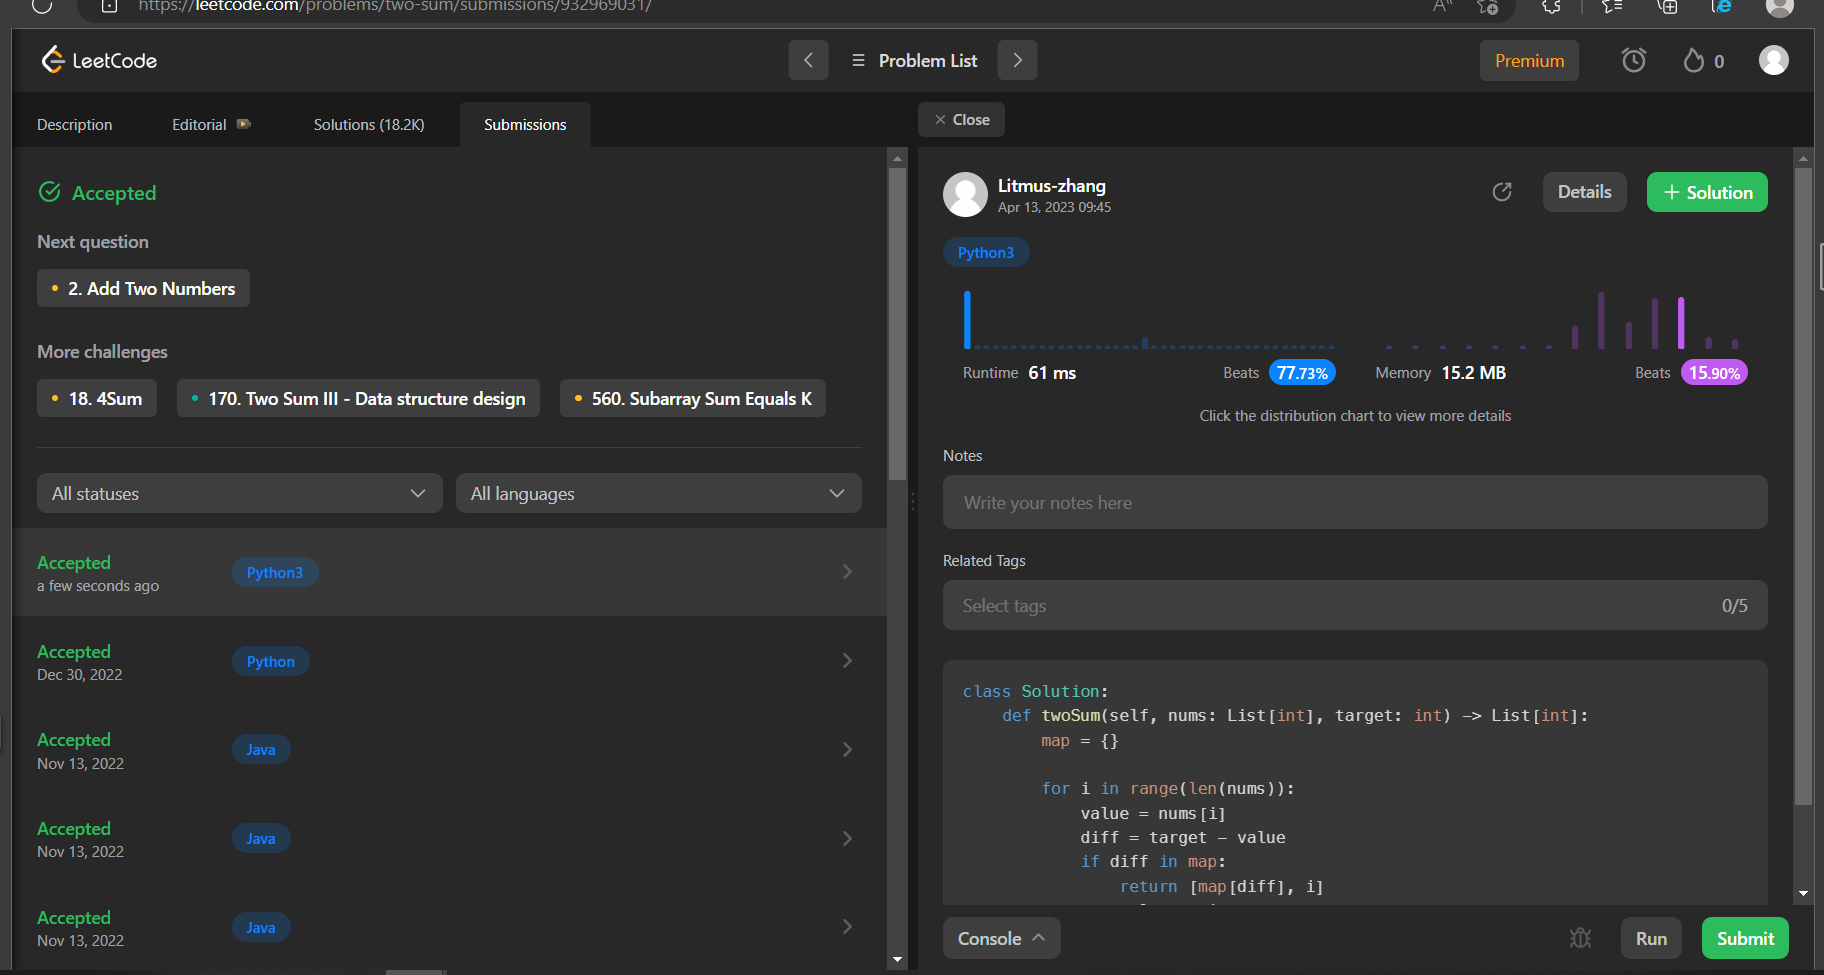 https://leetcode.com/problems/two-sum/submissions/932969031/
LeetCode
Problem List
Premium
0
Description
Editorial
Solutions (18.2K)
Submissions
Accepted
Next question
2. Add Two Numbers
More challenges
18. 4Sum
170. Two Sum III - Data structure design
560. Subarray Sum Equals K
All statuses
All languages
Accepted
a few seconds ago
Python3
Accepted
Dec 30, 2022
Python
Accepted
Nov 13, 2022
Java
Accepted
Nov 13, 2022
Java
Accepted
Nov 13, 2022
Java
Close
Litmus-zhang
Apr 13, 2023 09:45
Details
+ Solution
Python3
Runtime 61 ms
Beats 77.73%
Memory 15.2 MB
Beats 15.90%
Click the distribution chart to view more details
Notes
Write your notes here
Related Tags
Select tags
0/5
class Solution:
def twoSum(self, nums: List[int], target: int) -> List[int]:
map = {}
for i in range(len(nums)):
value = nums[i]
diff = target - value
if diff in map:
return [map[diff], i]
Console
Run
Submit